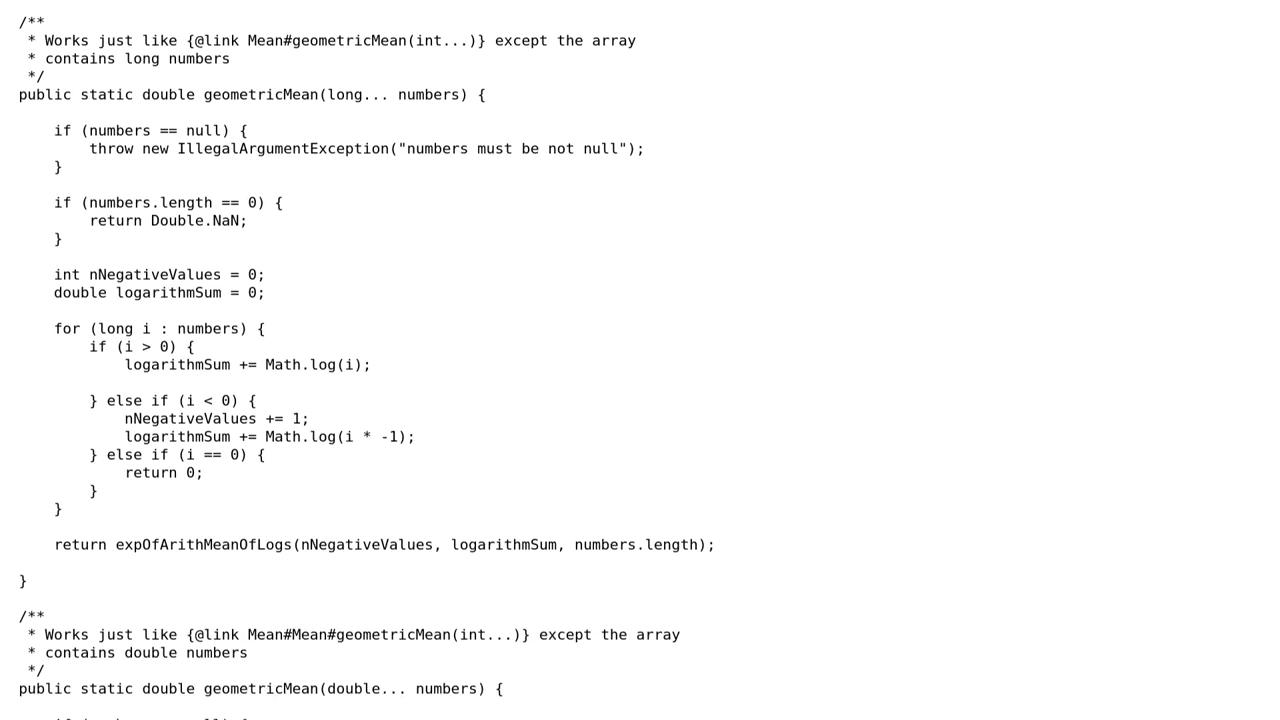 /**
 * Works just like {@link Mean#geometricMean(int...)} except the array
 * contains long numbers
 */
public static double geometricMean(long... numbers) {

    if (numbers == null) {
        throw new IllegalArgumentException("numbers must be not null");
    }

    if (numbers.length == 0) {
        return Double.NaN;
    }

    int nNegativeValues = 0;
    double logarithmSum = 0;

    for (long i : numbers) {
        if (i > 0) {
            logarithmSum += Math.log(i);

        } else if (i < 0) {
            nNegativeValues += 1;
            logarithmSum += Math.log(i * -1);
        } else if (i == 0) {
            return 0;
        }
    }

    return expOfArithMeanOfLogs(nNegativeValues, logarithmSum, numbers.length);

}

/**
 * Works just like {@link Mean#Mean#geometricMean(int...)} except the array
 * contains double numbers
 */
public static double geometricMean(double... numbers) {